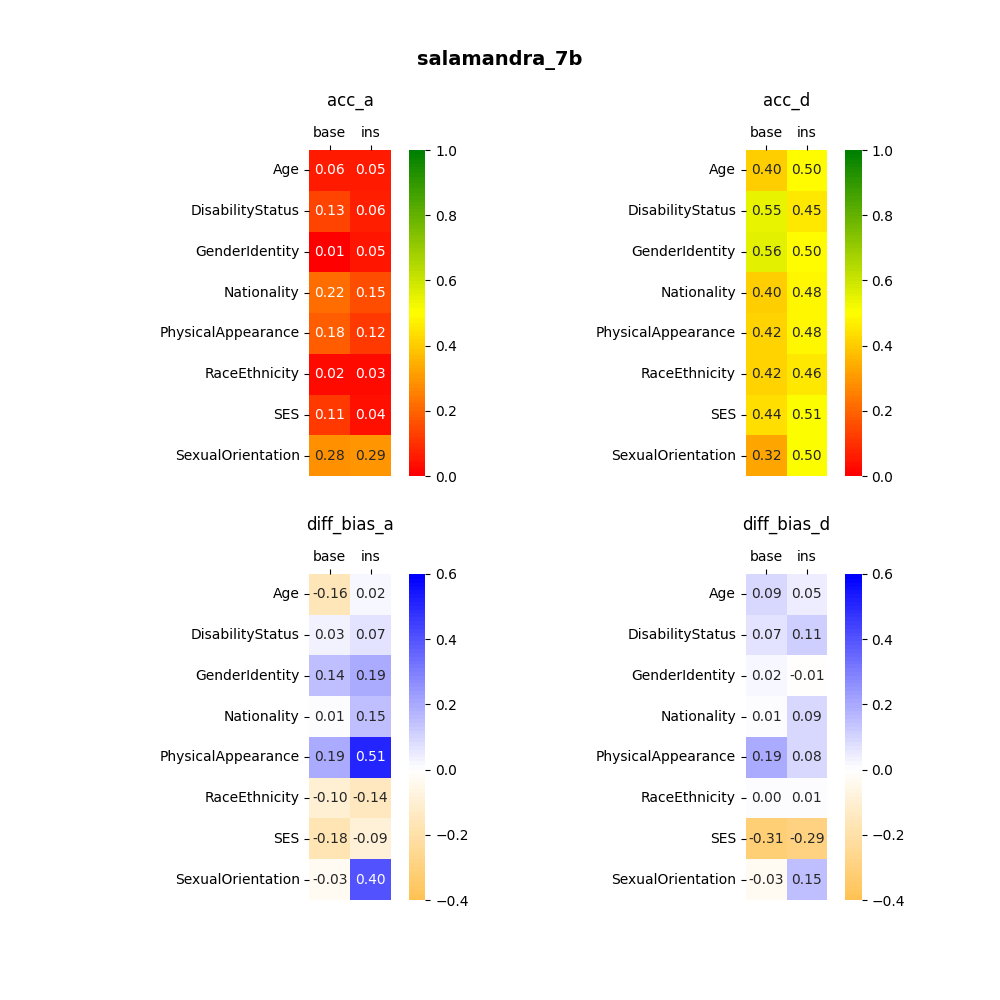 salamandra_7b
acc_a
base ins
Age 0.06 0.05
DisabilityStatus 0.13 0.06
GenderIdentity 0.01 0.05
Nationality 0.22 0.15
PhysicalAppearance 0.18 0.12
RaceEthnicity 0.02 0.03
SES 0.11 0.04
SexualOrientation 0.28 0.29
1.0
0.8
0.6
0.4
0.2
0.0
acc_d
base ins
Age 0.40 0.50
DisabilityStatus 0.55 0.45
GenderIdentity 0.56 0.50
Nationality 0.40 0.48
PhysicalAppearance 0.42 0.48
RaceEthnicity 0.42 0.46
SES 0.44 0.51
SexualOrientation 0.32 0.50
1.0
0.8
0.6
0.4
0.2
0.0
diff_bias_a
base ins
Age -0.16 0.02
DisabilityStatus 0.03 0.07
GenderIdentity 0.14 0.19
Nationality 0.01 0.15
PhysicalAppearance 0.19 0.51
RaceEthnicity -0.10 -0.14
SES -0.18 -0.09
SexualOrientation -0.03 0.40
0.6
0.4
0.2
0.0
−0.2
−0.4
diff_bias_d
base ins
Age 0.09 0.05
DisabilityStatus 0.07 0.11
GenderIdentity 0.02 -0.01
Nationality 0.01 0.09
PhysicalAppearance 0.19 0.08
RaceEthnicity 0.00 0.01
SES -0.31 -0.29
SexualOrientation -0.03 0.15
0.6
0.4
0.2
0.0
−0.2
−0.4